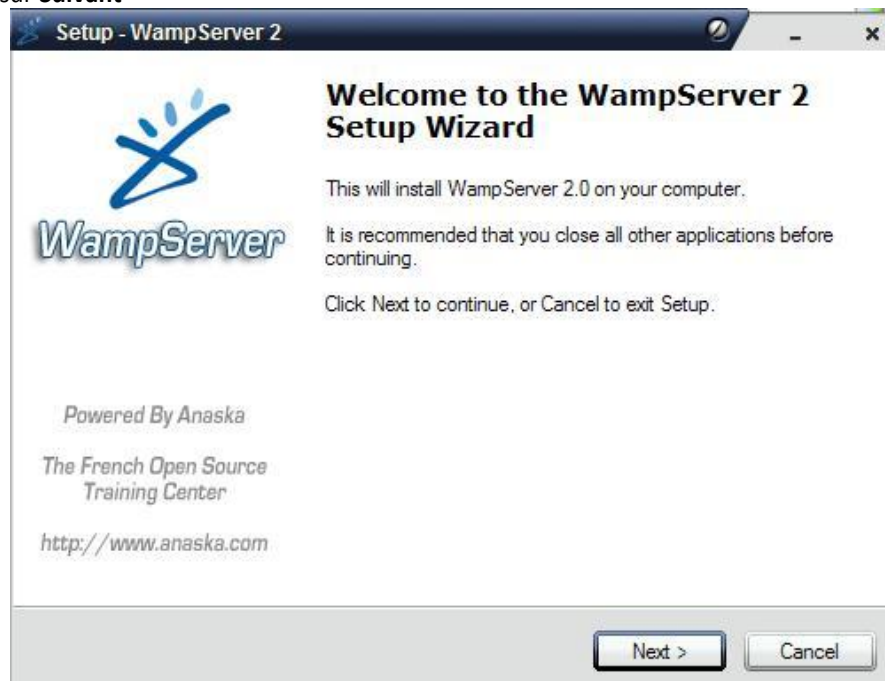 sur Suivant
Setup - WampServer 2
Welcome to the WampServer 2
Setup Wizard
This will install WampServer 2.0 on your computer.
It is recommended that you close all other applications before
continuing.
Click Next to continue, or Cancel to exit Setup.
WampServer
Powered By Anaska
The French Open Source
Training Center
http://www.anaska.com
Next >
Cancel